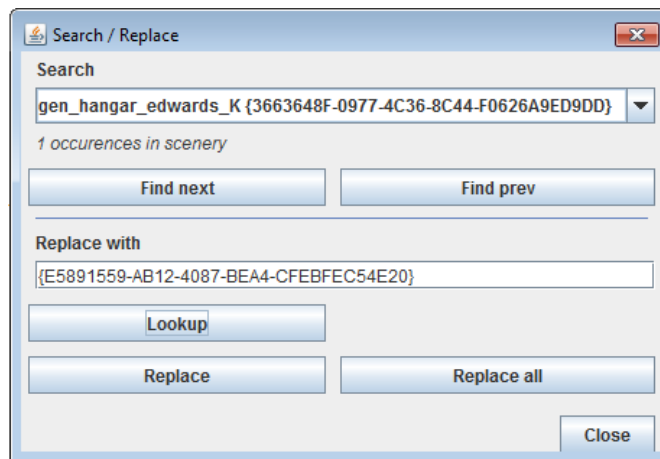 Search / Replace
Search
gen_hangar_edwards_K {3663648F-0977-4C36-8C44-F0626A9ED9DD}
1 occurences in scenery
Find next Find prev
Replace with
{E5891559-AB12-4087-BEA4-CFEBFEC54E20}
Lookup
Replace Replace all
Close